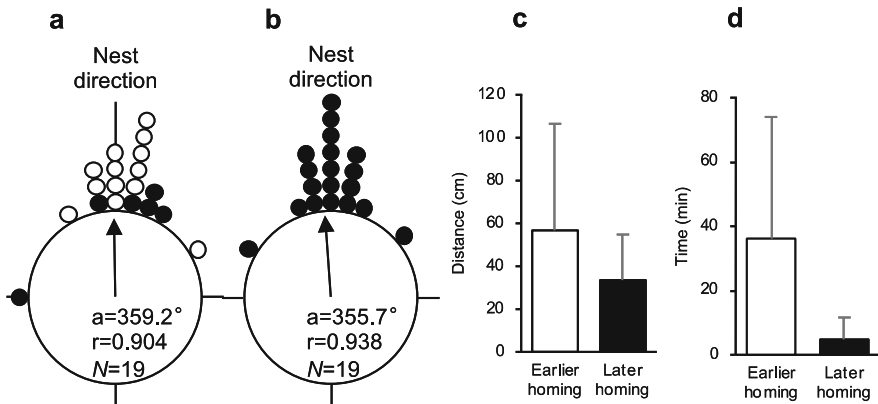 a
Nest
direction
a=359.2°
r=0.904
N=19
b
Nest
direction
a=355.7°
r=0.938
N=19
c
Distance (cm)
120
100
80
60
40
20
0
Earlier
homing
Later
homing
d
Time (min)
80
60
40
20
0
Earlier
homing
Later
homing